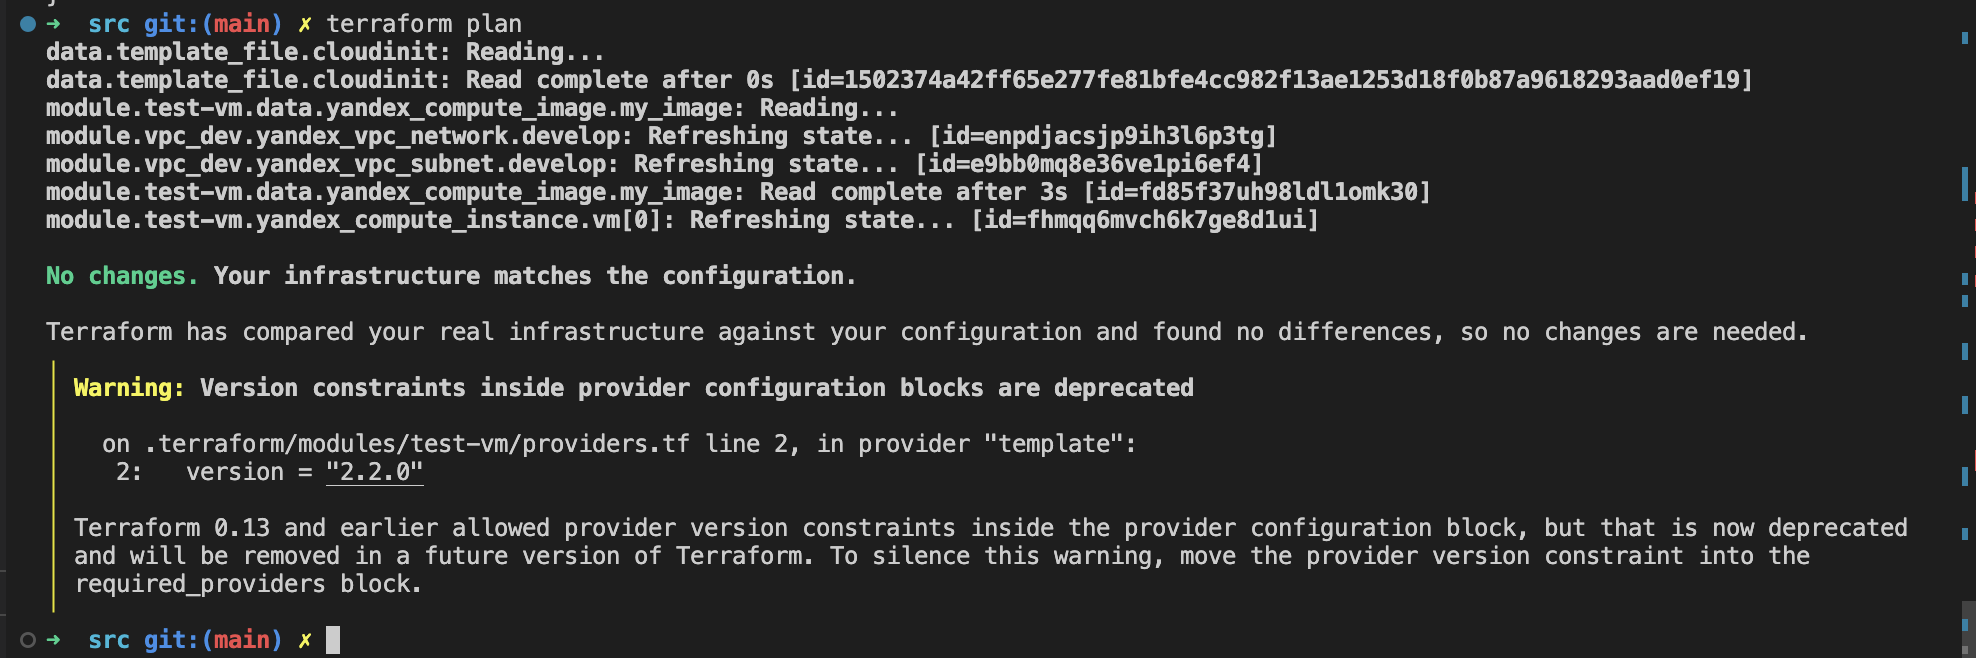 ➜ src git:(main) ✗ terraform plan
data.template_file.cloudinit: Reading...
data.template_file.cloudinit: Read complete after 0s [id=1502374a42ff65e277fe81bfe4cc982f13ae1253d18f0b87a9618293aad0ef19]
module.test-vm.data.yandex_compute_image.my_image: Reading...
module.vpc_dev.yandex_vpc_network.develop: Refreshing state... [id=enpdjacsjp9ih3l6p3tg]
module.vpc_dev.yandex_vpc_subnet.develop: Refreshing state... [id=e9bb0mq8e36ve1pi6ef4]
module.test-vm.data.yandex_compute_image.my_image: Read complete after 3s [id=fd85f37uh98ldl1omk30]
module.test-vm.yandex_compute_instance.vm[0]: Refreshing state... [id=fhmqq6mvch6k7ge8d1ui]
No changes. Your infrastructure matches the configuration.
Terraform has compared your real infrastructure against your configuration and found no differences, so no changes are needed.
Warning: Version constraints inside provider configuration blocks are deprecated
on .terraform/modules/test-vm/providers.tf line 2, in provider "template":
2: version = "2.2.0"
Terraform 0.13 and earlier allowed provider version constraints inside the provider configuration block, but that is now deprecated
and will be removed in a future version of Terraform. To silence this warning, move the provider version constraint into the
required_providers block.
➜ src git:(main) ✗